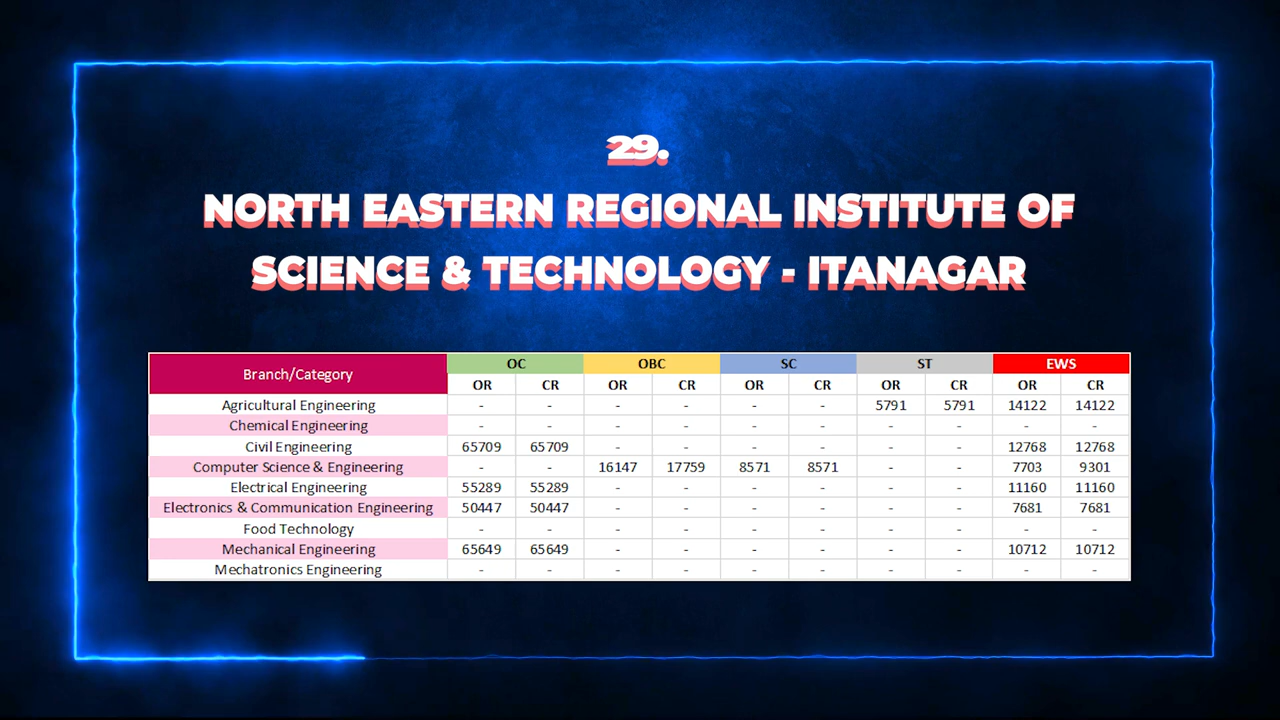 29.
NORTH EASTERN REGIONAL INSTITUTE OF
SCIENCE & TECHNOLOGY - ITANAGAR
Branch/Category OC OBC SC ST EWS
OR CR OR CR OR CR OR CR OR CR
Agricultural Engineering - - - - - - 5791 5791 14122 14122
Chemical Engineering - - - - - - - - - -
Civil Engineering 65709 65709 - - - - - - 12768 12768
Computer Science & Engineering - - 16147 17759 8571 8571 - - 7703 9301
Electrical Engineering 55289 55289 - - - - - - 11160 11160
Electronics & Communication Engineering 50447 50447 - - - - - - 7681 7681
Food Technology - - - - - - - - - -
Mechanical Engineering 65649 65649 - - - - - - 10712 10712
Mechatronics Engineering - - - - - - - - - -